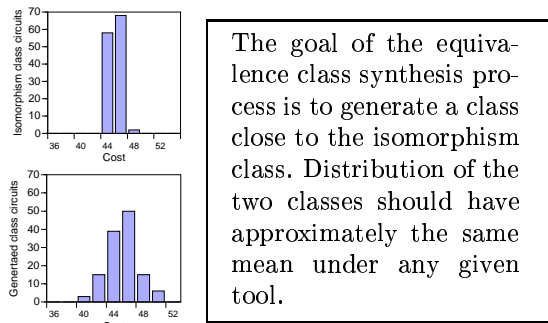 70
60
50
40
30
20
10
0
Isomorphism class circuits
36 40 44 48 52
Cost
70
60
50
40
30
20
10
0
Genertaed class circuits
36 40 44 48 52
The goal of the equiva-
lence class synthesis pro-
cess is to generate a class
close to the isomorphism
class. Distribution of the
two classes should have
approximately the same
mean under any given
tool.